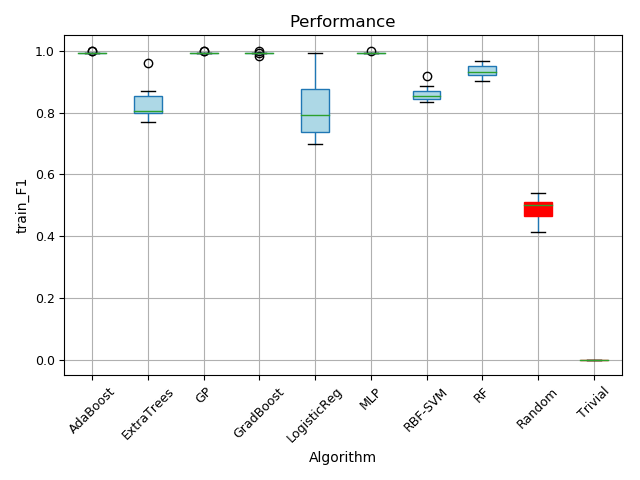 Performance
train_F1
1.0
0.8
0.6
0.4
0.2
0.0
AdaBoost
ExtraTrees
GP
GradBoost
LogisticReg
MLP
RBF-SVM
RF
Random
Trivial
Algorithm